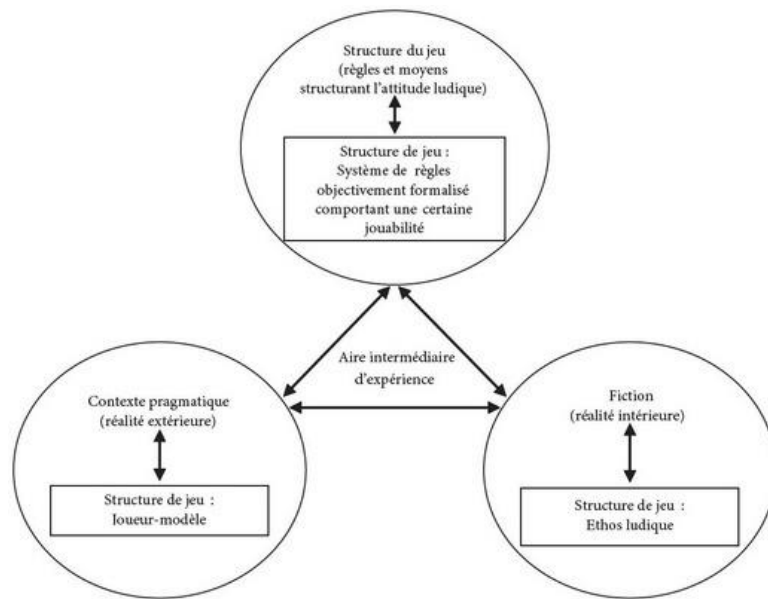 Structure du jeu
(règles et moyens
structurant l'attitude ludique)
Structure de jeu :
Système de règles
objectivement formalisé
comportant une certaine
jouabilité
Aire intermédiaire
d'expérience
Contexte pragmatique
(réalité extérieure)
Structure de jeu :
Joueur-modèle
Fiction
(réalité intérieure)
Structure de jeu :
Ethos ludique